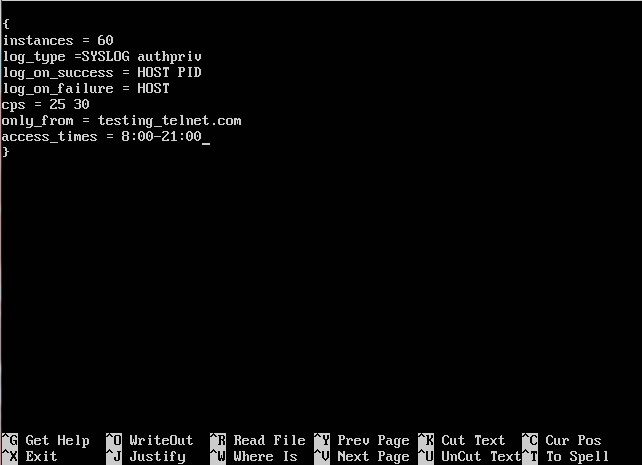 {
instances = 60
log_type =SYSLOG authpriv
log_on_success = HOST PID
log_on_failure = HOST
cps = 25 30
only_from = testing_telnet.com
access_times = 8:00-21:00_
}
^G Get Help ^O WriteOut ^R Read File ^Y Prev Page ^K Cut Text ^C Cur Pos
^X Exit ^J Justify ^W Where Is ^V Next Page ^U UnCut Text ^T To Spell